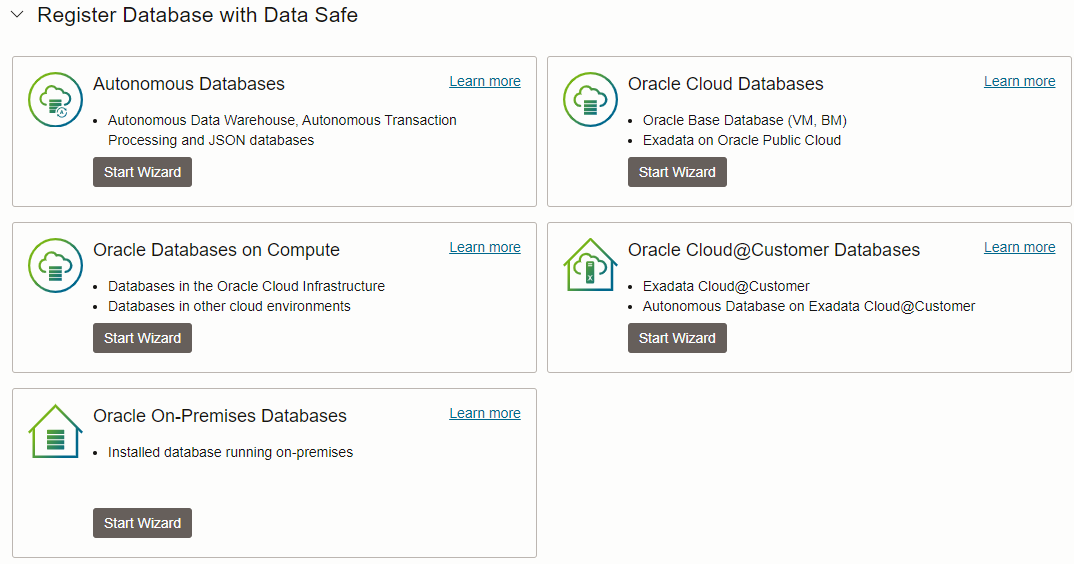 Register Database with Data Safe
Autonomous Databases
Learn more
• Autonomous Data Warehouse, Autonomous Transaction
Processing and JSON databases
Start Wizard
Oracle Cloud Databases
Learn more
• Oracle Base Database (VM, BM)
• Exadata on Oracle Public Cloud
Start Wizard
Oracle Databases on Compute
Learn more
• Databases in the Oracle Cloud Infrastructure
• Databases in other cloud environments
Start Wizard
Oracle Cloud@Customer Databases
Learn more
• Exadata Cloud@Customer
• Autonomous Database on Exadata Cloud@Customer
Start Wizard
Oracle On-Premises Databases
Learn more
• Installed database running on-premises
Start Wizard